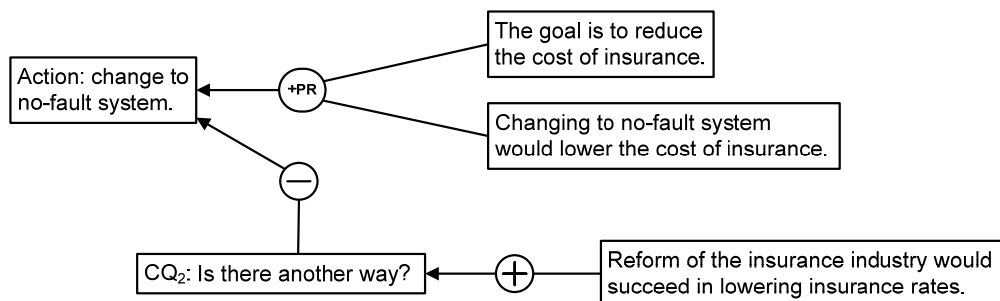 The goal is to reduce
the cost of insurance.
Action: change to
no-fault system.
+PR
Changing to no-fault system
would lower the cost of insurance.
−
CQ₂: Is there another way?
+
Reform of the insurance industry would
succeed in lowering insurance rates.